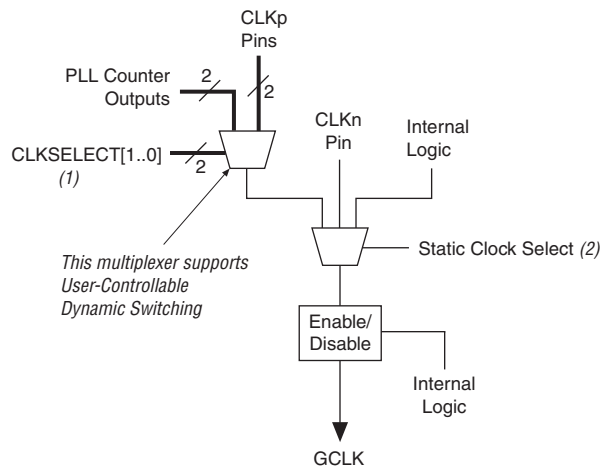 CLKp
Pins
PLL Counter
Outputs
2
2
CLKn
Pin
Internal
Logic
CLKSELECT[1..0]
(1)
2
Static Clock Select (2)
This multiplexer supports
User-Controllable
Dynamic Switching
Enable/
Disable
Internal
Logic
GCLK